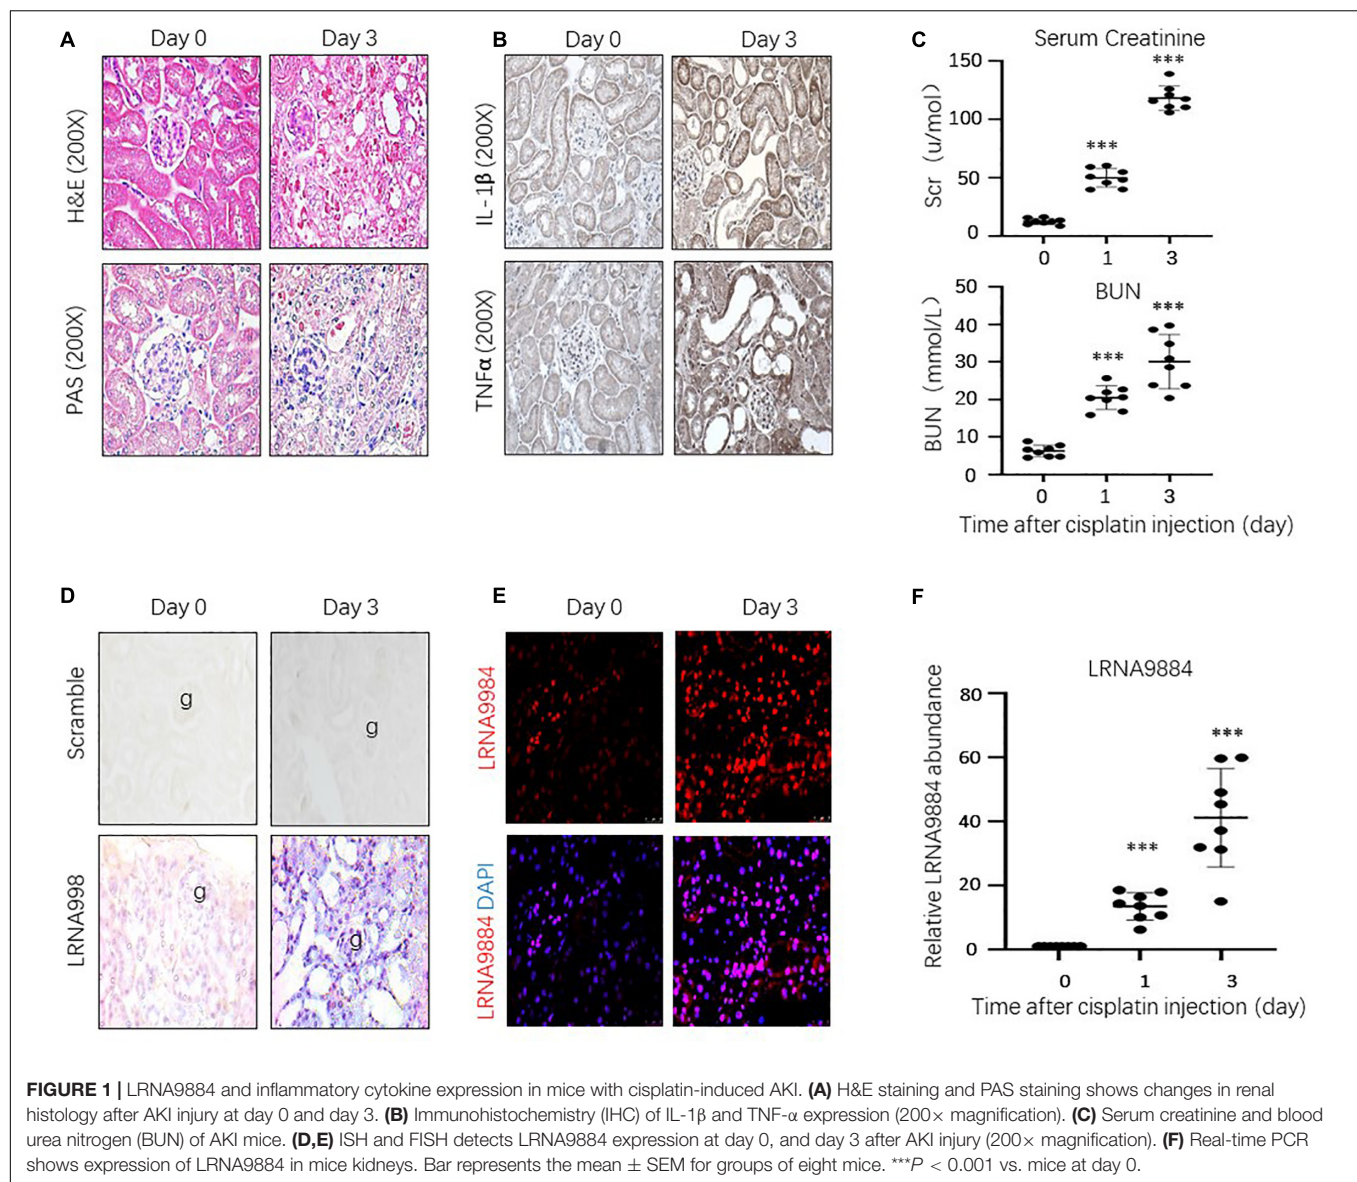 A
Day 0
Day 3
H&E (200X)
PAS (200X)
B
Day 0
Day 3
IL-1β (200X)
TNFα (200X)
C
Serum Creatinine
***
***
Scr (u/mol)
150
100
50
0
0
1
3
BUN
***
***
BUN (mmol/L)
50
40
30
20
10
0
0
1
3
Time after cisplatin injection (day)
D
Day 0
Day 3
Scramble
g
g
LRNA998
g
g
E
Day 0
Day 3
LRNA9984
LRNA9884 DAPI
F
LRNA9884
***
***
Relative LRNA9884 abundance
80
60
40
20
0
0
1
3
Time after cisplatin injection (day)
FIGURE 1 | LRNA9884 and inflammatory cytokine expression in mice with cisplatin-induced AKI. (A) H&E staining and PAS staining shows changes in renal
histology after AKI injury at day 0 and day 3. (B) Immunohistochemistry (IHC) of IL-1β and TNF-α expression (200× magnification). (C) Serum creatinine and blood
urea nitrogen (BUN) of AKI mice. (D,E) ISH and FISH detects LRNA9884 expression at day 0, and day 3 after AKI injury (200× magnification). (F) Real-time PCR
shows expression of LRNA9884 in mice kidneys. Bar represents the mean ± SEM for groups of eight mice. ***P < 0.001 vs. mice at day 0.